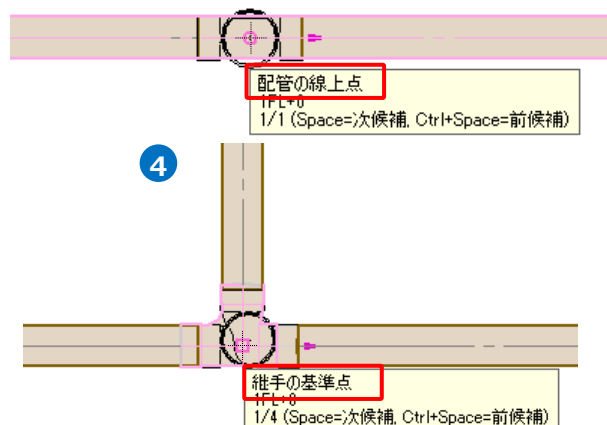 配管の線上点
1FL+0
1/1 (Space=次候補, Ctrl+Space=前候補)
4
継手の基準点
1FL+0
1/4 (Space=次候補, Ctrl+Space=前候補)